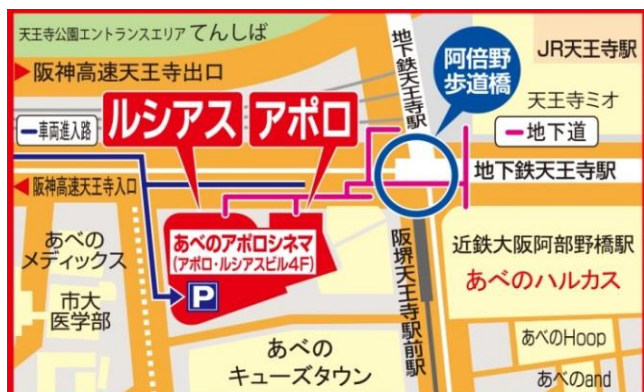 天王寺公園エントランスエリア てんしば
阪神高速天王寺出口
車両進入路
ルシアス
アポロ
地下鉄天王寺駅
阿倍野
歩道橋
JR天王寺駅
天王寺ミオ
地下道
地下鉄天王寺駅
阪神高速天王寺入口
あべの
メディックス
市大
医学部
あべのアポロシネマ
(アポロ・ルシアスビル4F)
P
あべの
キューズタウン
阪堺天王寺駅前駅
近鉄大阪阿部野橋駅
あべのハルカス
あべのHoop
あべのand